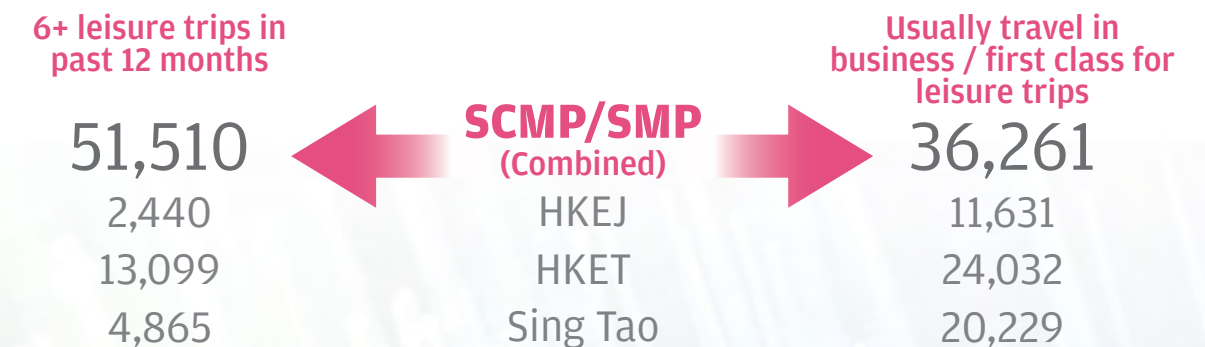 6+ leisure trips in
past 12 months
Usually travel in
business / first class for
leisure trips
51,510
SCMP/SMP
(Combined)
36,261
2,440 HKEJ 11,631
13,099 HKET 24,032
4,865 Sing Tao 20,229